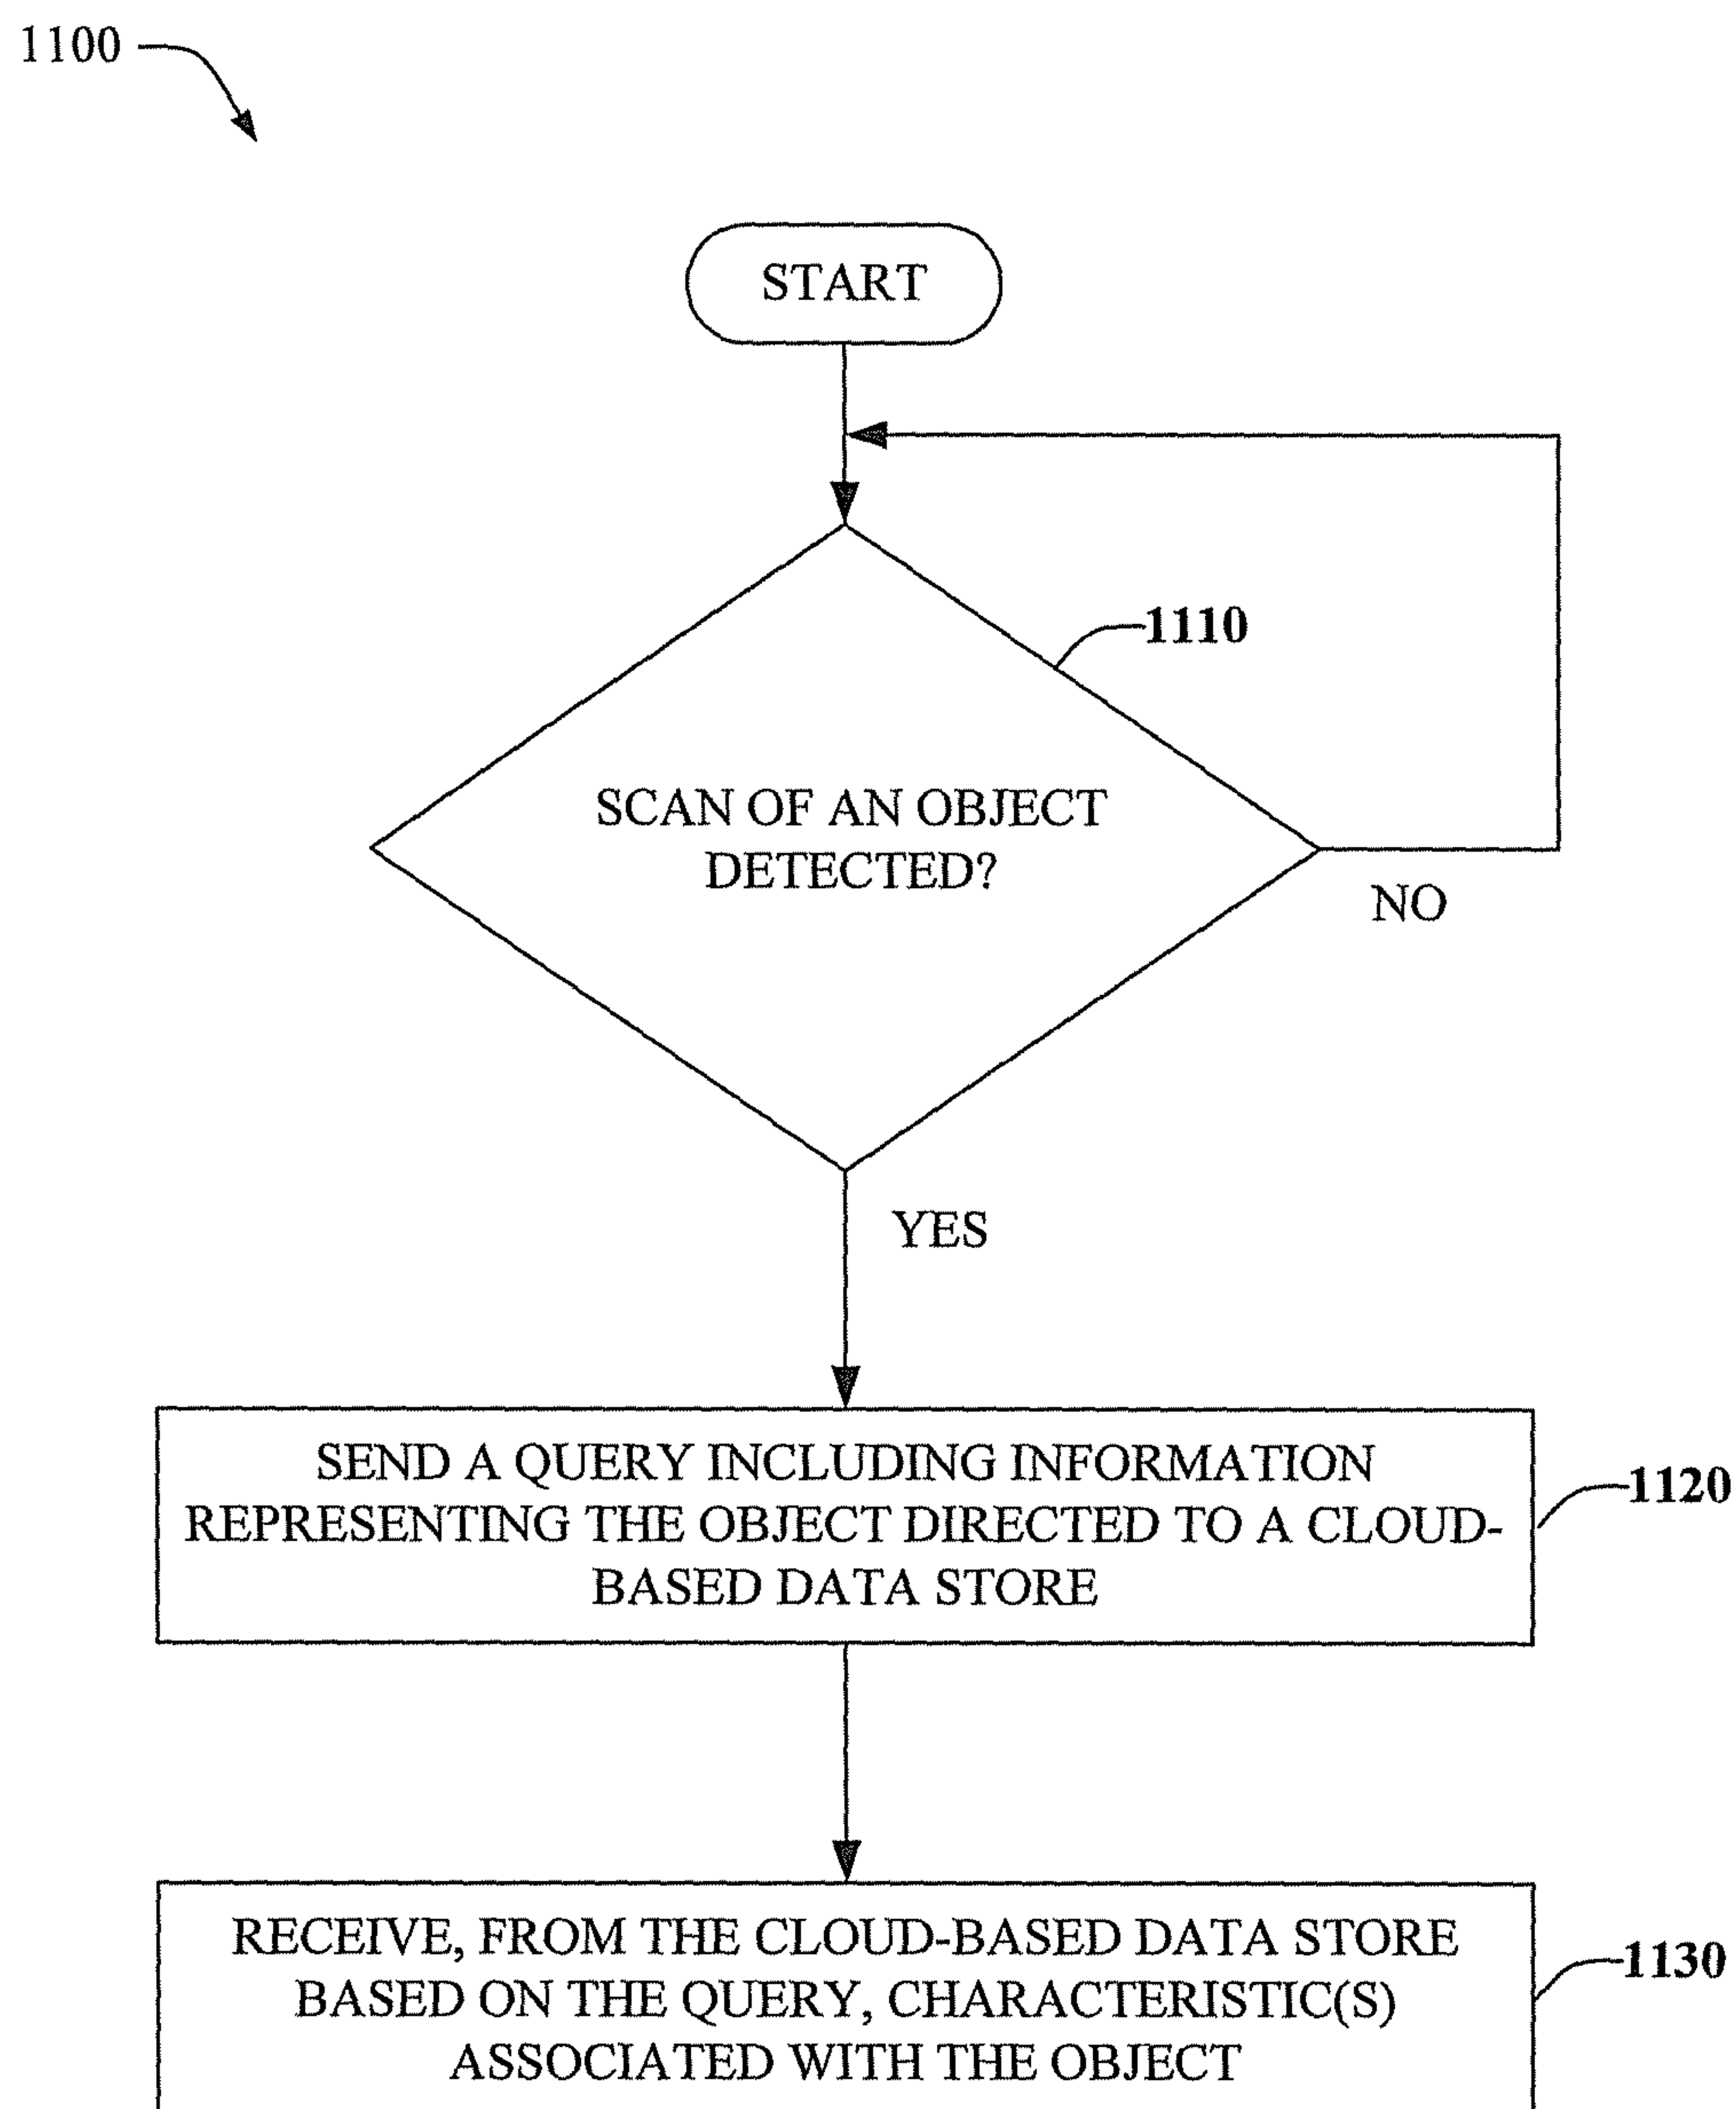 1100
START
1110
SCAN OF AN OBJECT
DETECTED?
NO
YES
SEND A QUERY INCLUDING INFORMATION
REPRESENTING THE OBJECT DIRECTED TO A CLOUD-
BASED DATA STORE
1120
RECEIVE, FROM THE CLOUD-BASED DATA STORE
BASED ON THE QUERY, CHARACTERISTIC(S)
ASSOCIATED WITH THE OBJECT
1130